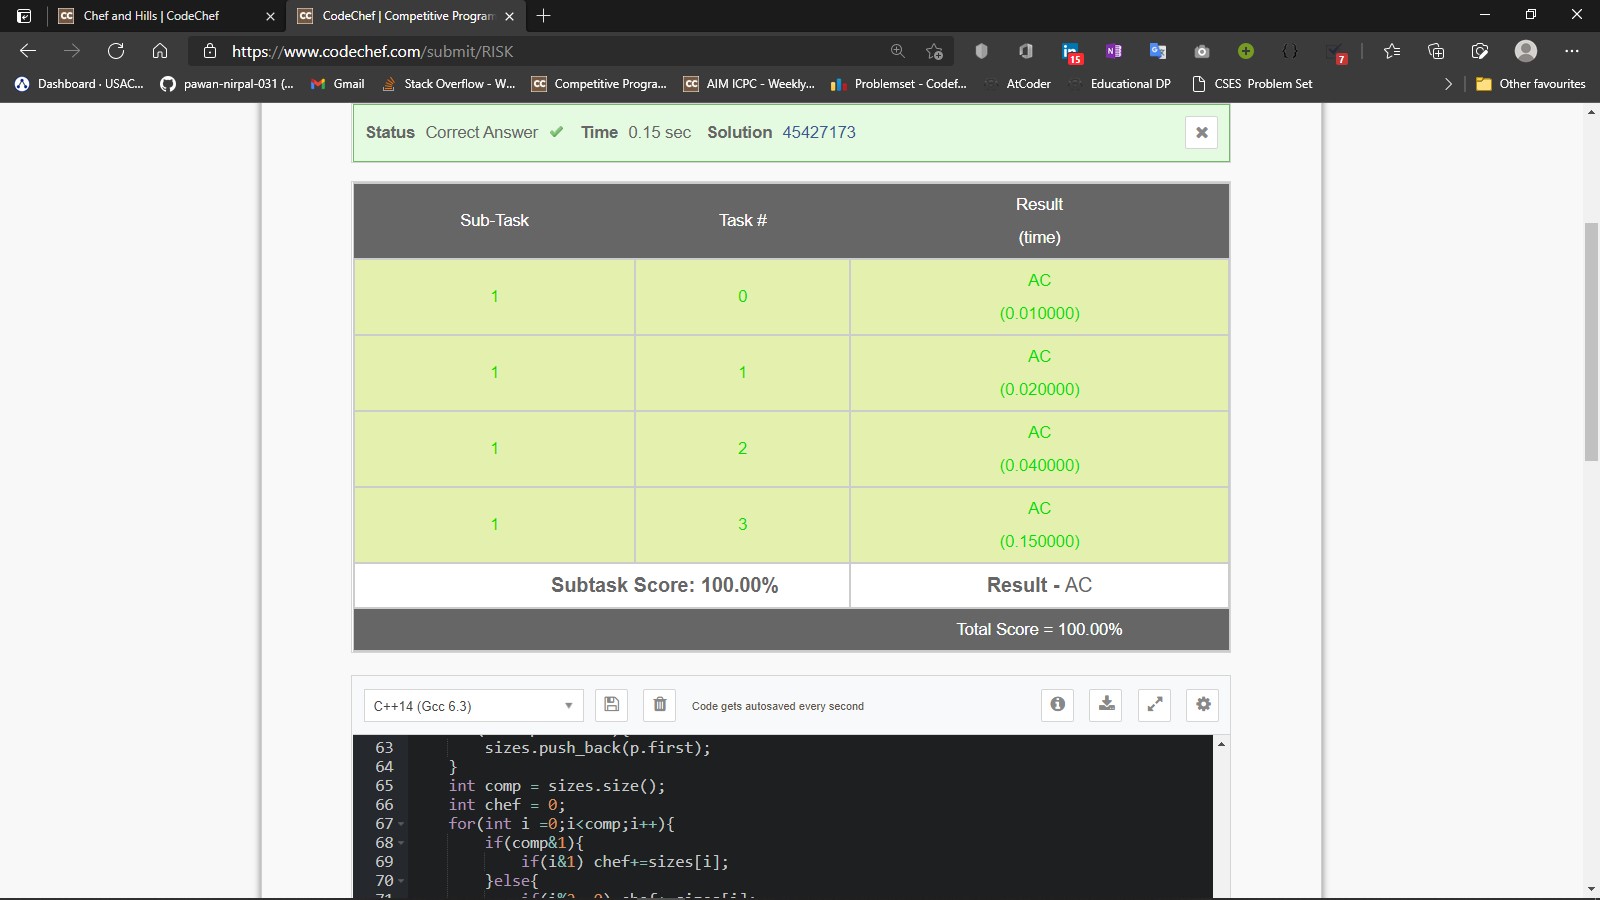 Chef and Hills | CodeChef
CodeChef | Competitive Program
https://www.codechef.com/submit/RISK
15
7
Dashboard · USAC... pawan-nirpal-031 (... Gmail Stack Overflow - W... Competitive Progra... AIM ICPC - Weekly... Problemset - Codef... AtCoder Educational DP CSES Problem Set Other favourites
Status Correct Answer Time 0.15 sec Solution 45427173
Sub-Task Task # Result
(time)
1 0 AC
(0.010000)
1 1 AC
(0.020000)
1 2 AC
(0.040000)
1 3 AC
(0.150000)
Subtask Score: 100.00% Result - AC
Total Score = 100.00%
C++14 (Gcc 6.3) Code gets autosaved every second
63 sizes.push_back(p.first);
64 }
65 int comp = sizes.size();
66 int chef = 0;
67 for(int i =0;i<comp;i++){
68 if(comp&1){
69 if(i&1) chef+=sizes[i];
70 }else{